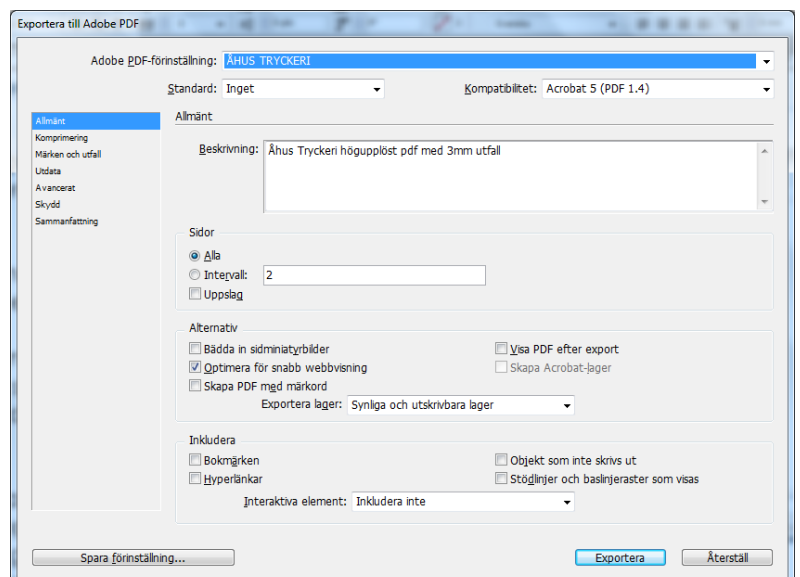 Exportera till Adobe PDF
Adobe PDF-förinställning: ÅHUS TRYCKERI
Standard: Inget
Kompatibilitet: Acrobat 5 (PDF 1.4)
Allmänt
Komprimering
Märken och utfall
Utdata
Avancerat
Skydd
Sammanfattning
Allmänt
Beskrivning: Åhus Tryckeri högupplöst pdf med 3mm utfall
Sidor
Alla
Intervall: 2
Uppslag
Alternativ
Bädda in sidminiatyrbilder
Visa PDF efter export
Optimera för snabb webbvisning
Skapa Acrobat-lager
Skapa PDF med märkord
Exportera lager: Synliga och utskrivbara lager
Inkludera
Bokmärken
Objekt som inte skrivs ut
Hyperlänkar
Stödlinjer och baslinjeraster som visas
Interaktiva element: Inkludera inte
Spara förinställning...
Exportera
Återställ